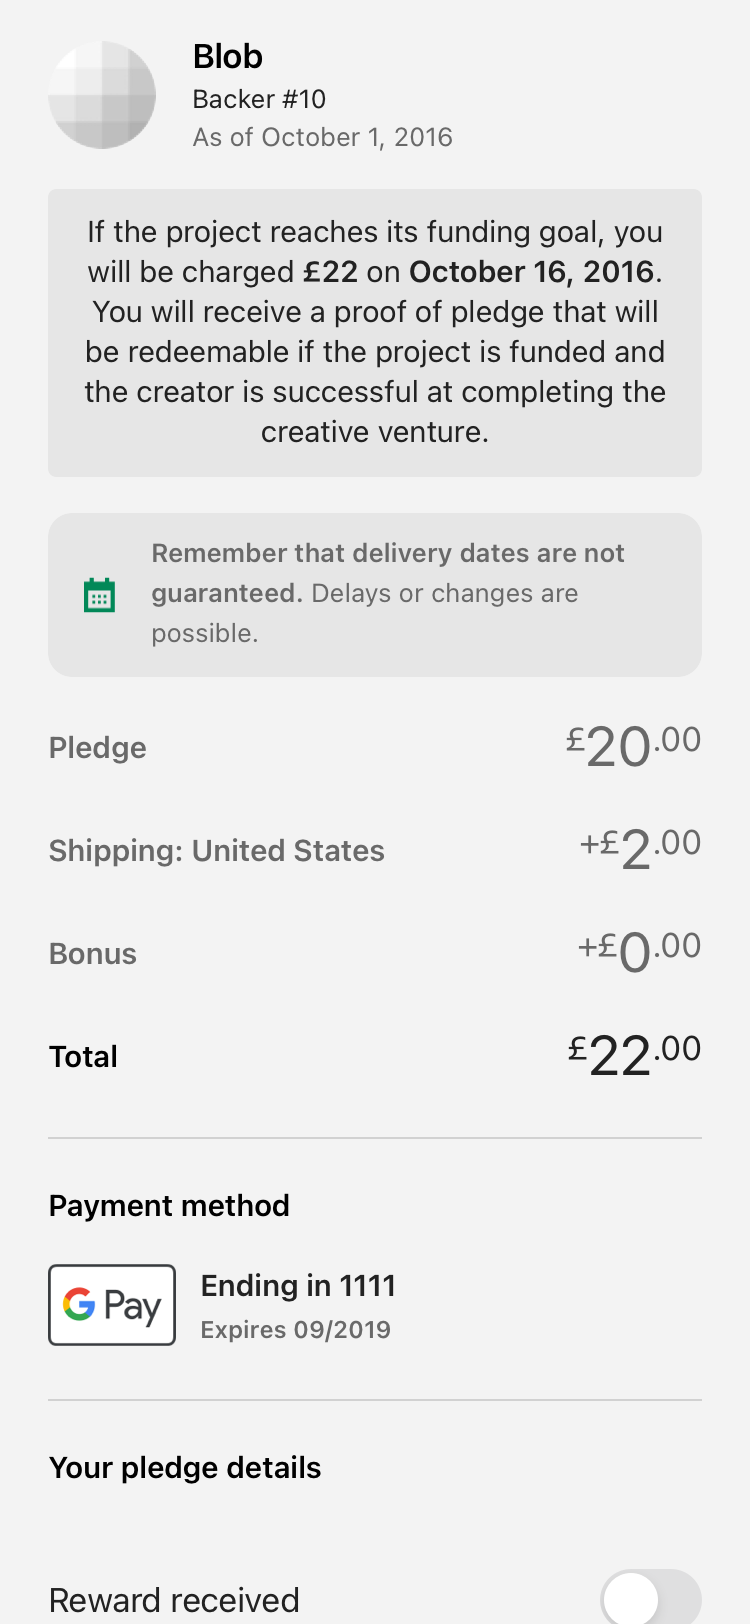 Blob
Backer #10
As of October 1, 2016
If the project reaches its funding goal, you
will be charged £22 on October 16, 2016.
You will receive a proof of pledge that will
be redeemable if the project is funded and
the creator is successful at completing the
creative venture.
Remember that delivery dates are not
guaranteed. Delays or changes are
possible.
Pledge £20.00
Shipping: United States +£2.00
Bonus +£0.00
Total £22.00
Payment method
G Pay
Ending in 1111
Expires 09/2019
Your pledge details
Reward received